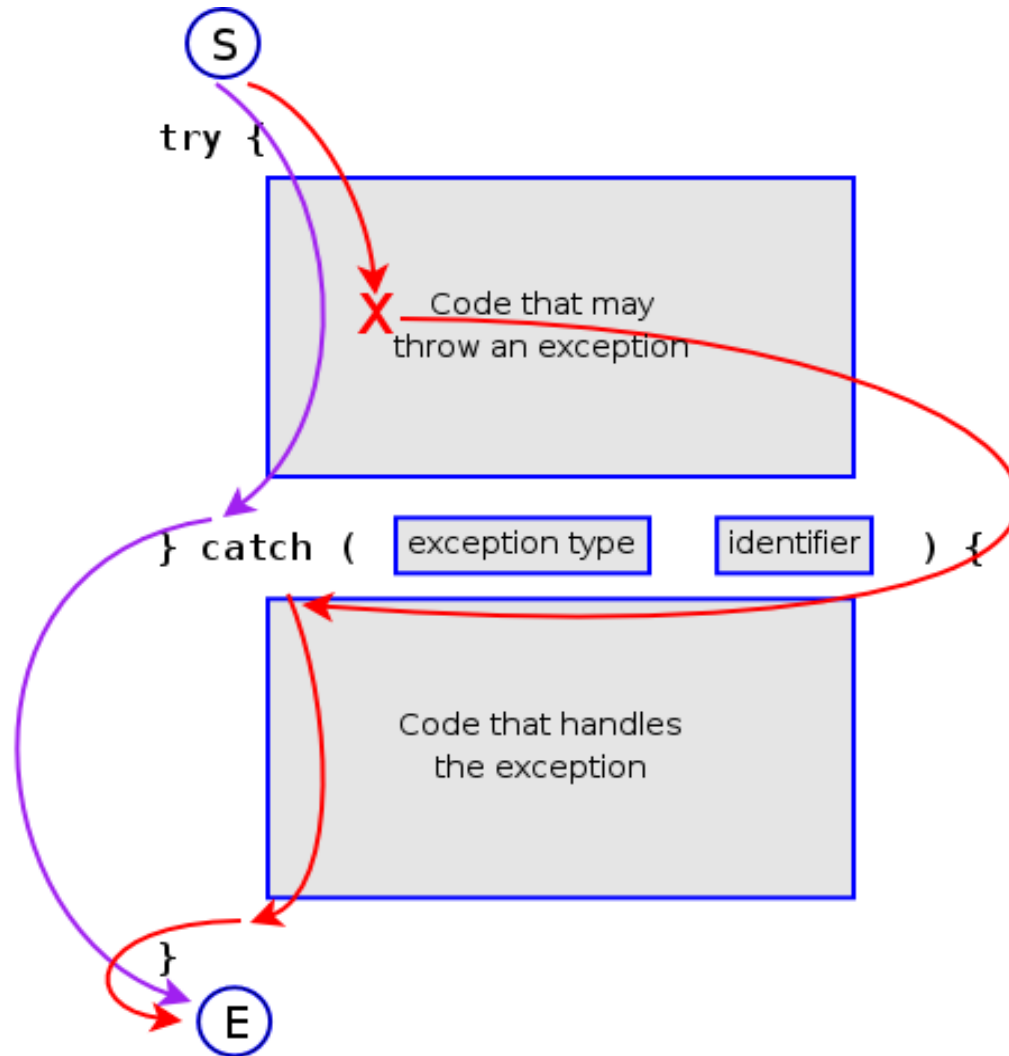 S
try {
X
Code that may
throw an exception
} catch ( exception type identifier ) {
Code that handles
the exception
}
E